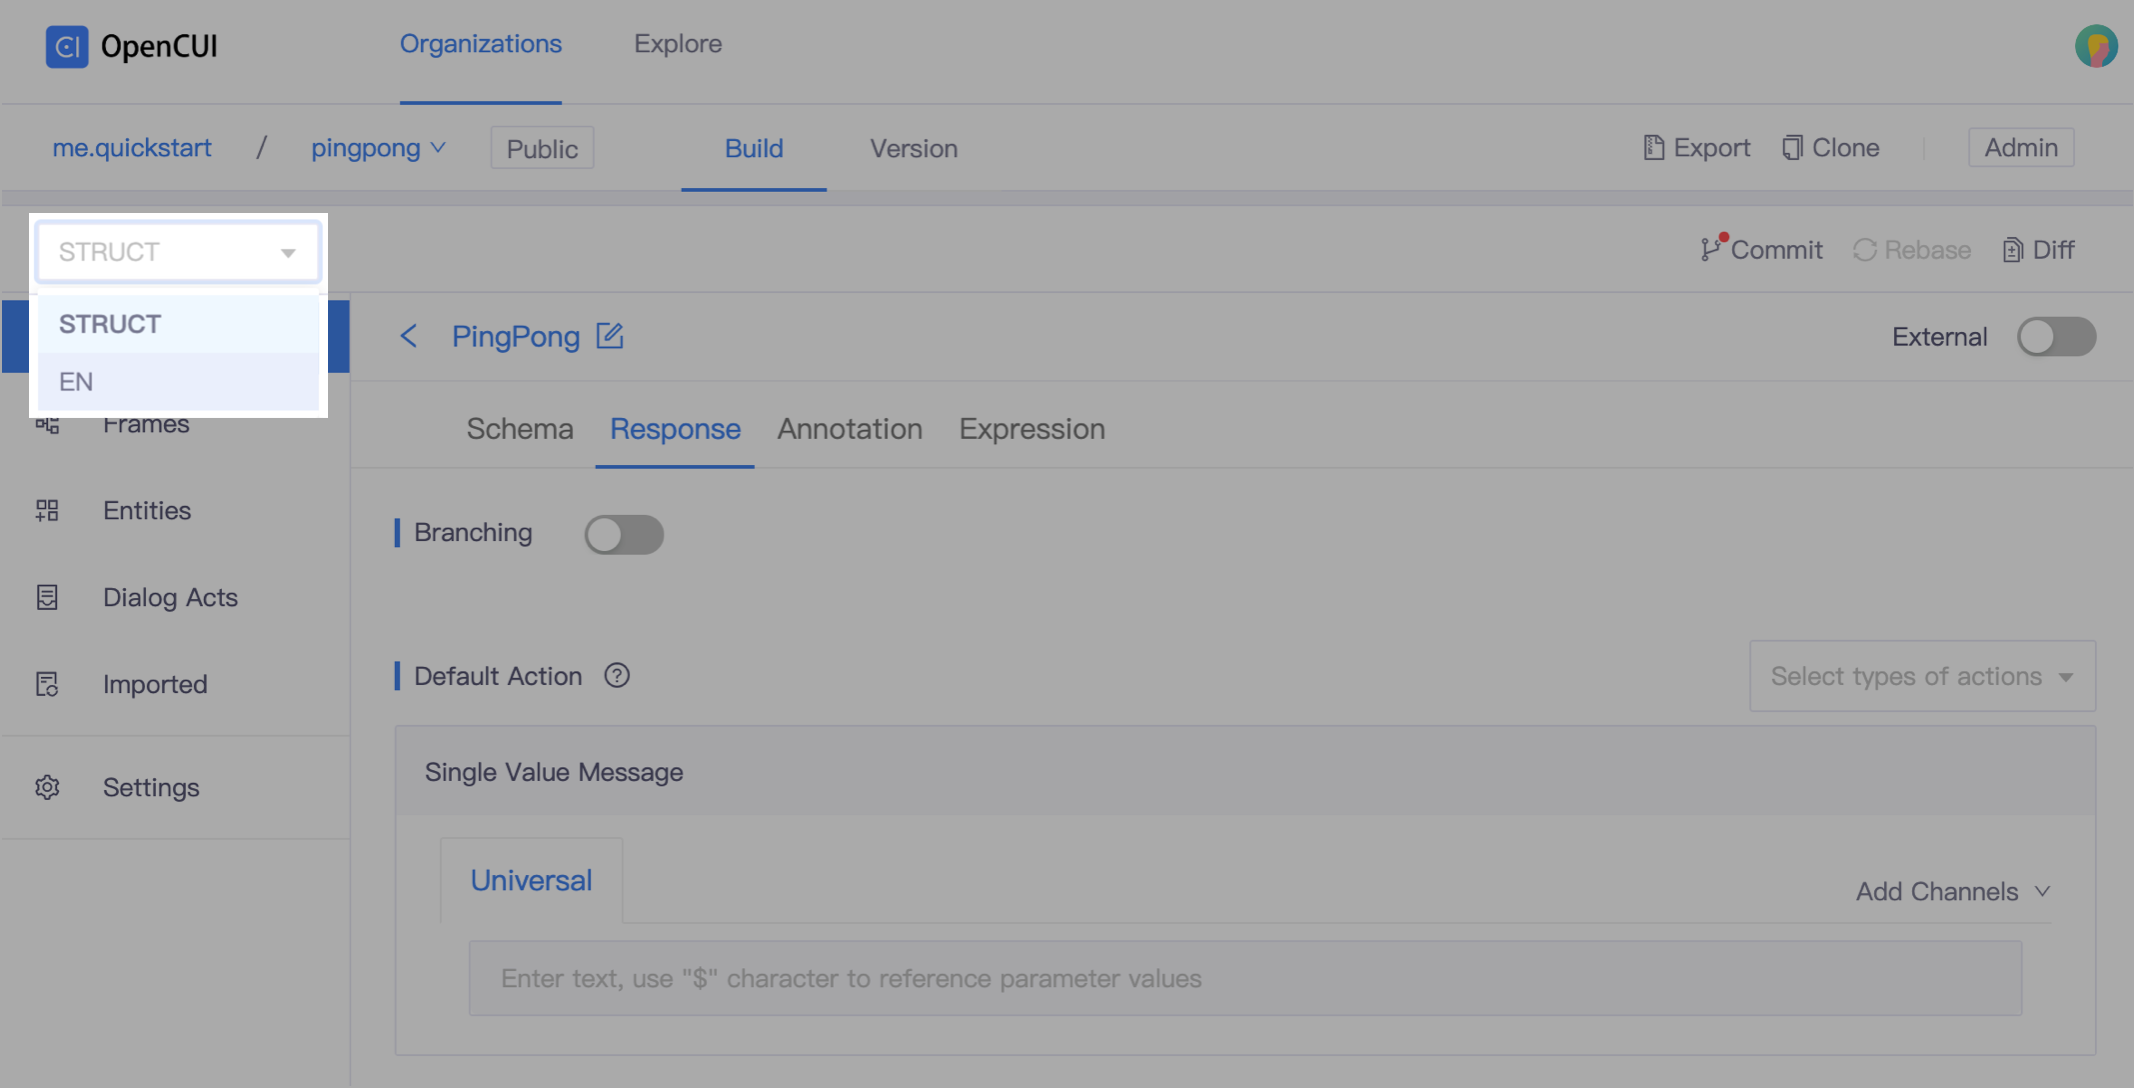 OpenCUI
Organizations
Explore
me.quickstart / pingpong
Public
Build
Version
Export
Clone
Admin
STRUCT
Commit
Rebase
Diff
STRUCT
EN
PingPong
External
Frames
Schema
Response
Annotation
Expression
Entities
Branching
Dialog Acts
Imported
Default Action
Select types of actions
Settings
Single Value Message
Universal
Add Channels
Enter text, use "$" character to reference parameter values